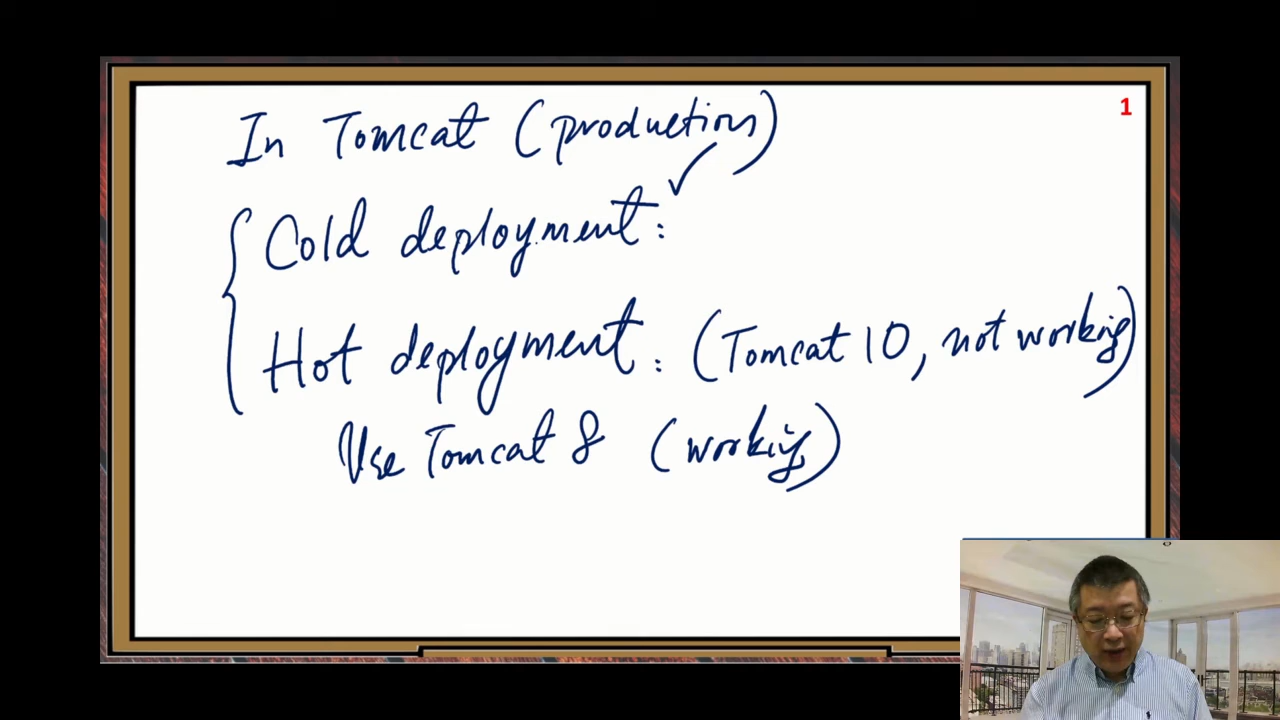 1
In Tomcat (production)
Cold deployment: ✓
Hot deployment: (Tomcat 10, not working)
Use Tomcat 8 (working)